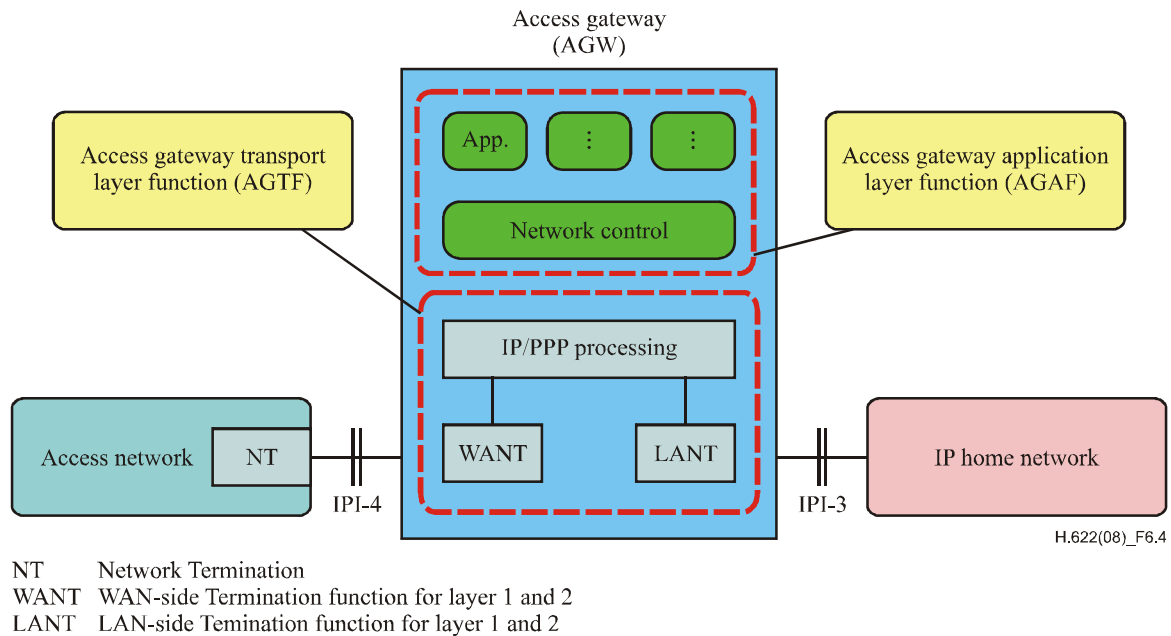 Access gateway
(AGW)
Access gateway transport
layer function (AGTF)
App.
⋮
⋮
Access gateway application
layer function (AGAF)
Network control
IP/PPP processing
Access network
NT
IPI-4
WANT
LANT
IPI-3
IP home network
H.622(08)_F6.4
NT Network Termination
WANT WAN-side Termination function for layer 1 and 2
LANT LAN-side Temination function for layer 1 and 2